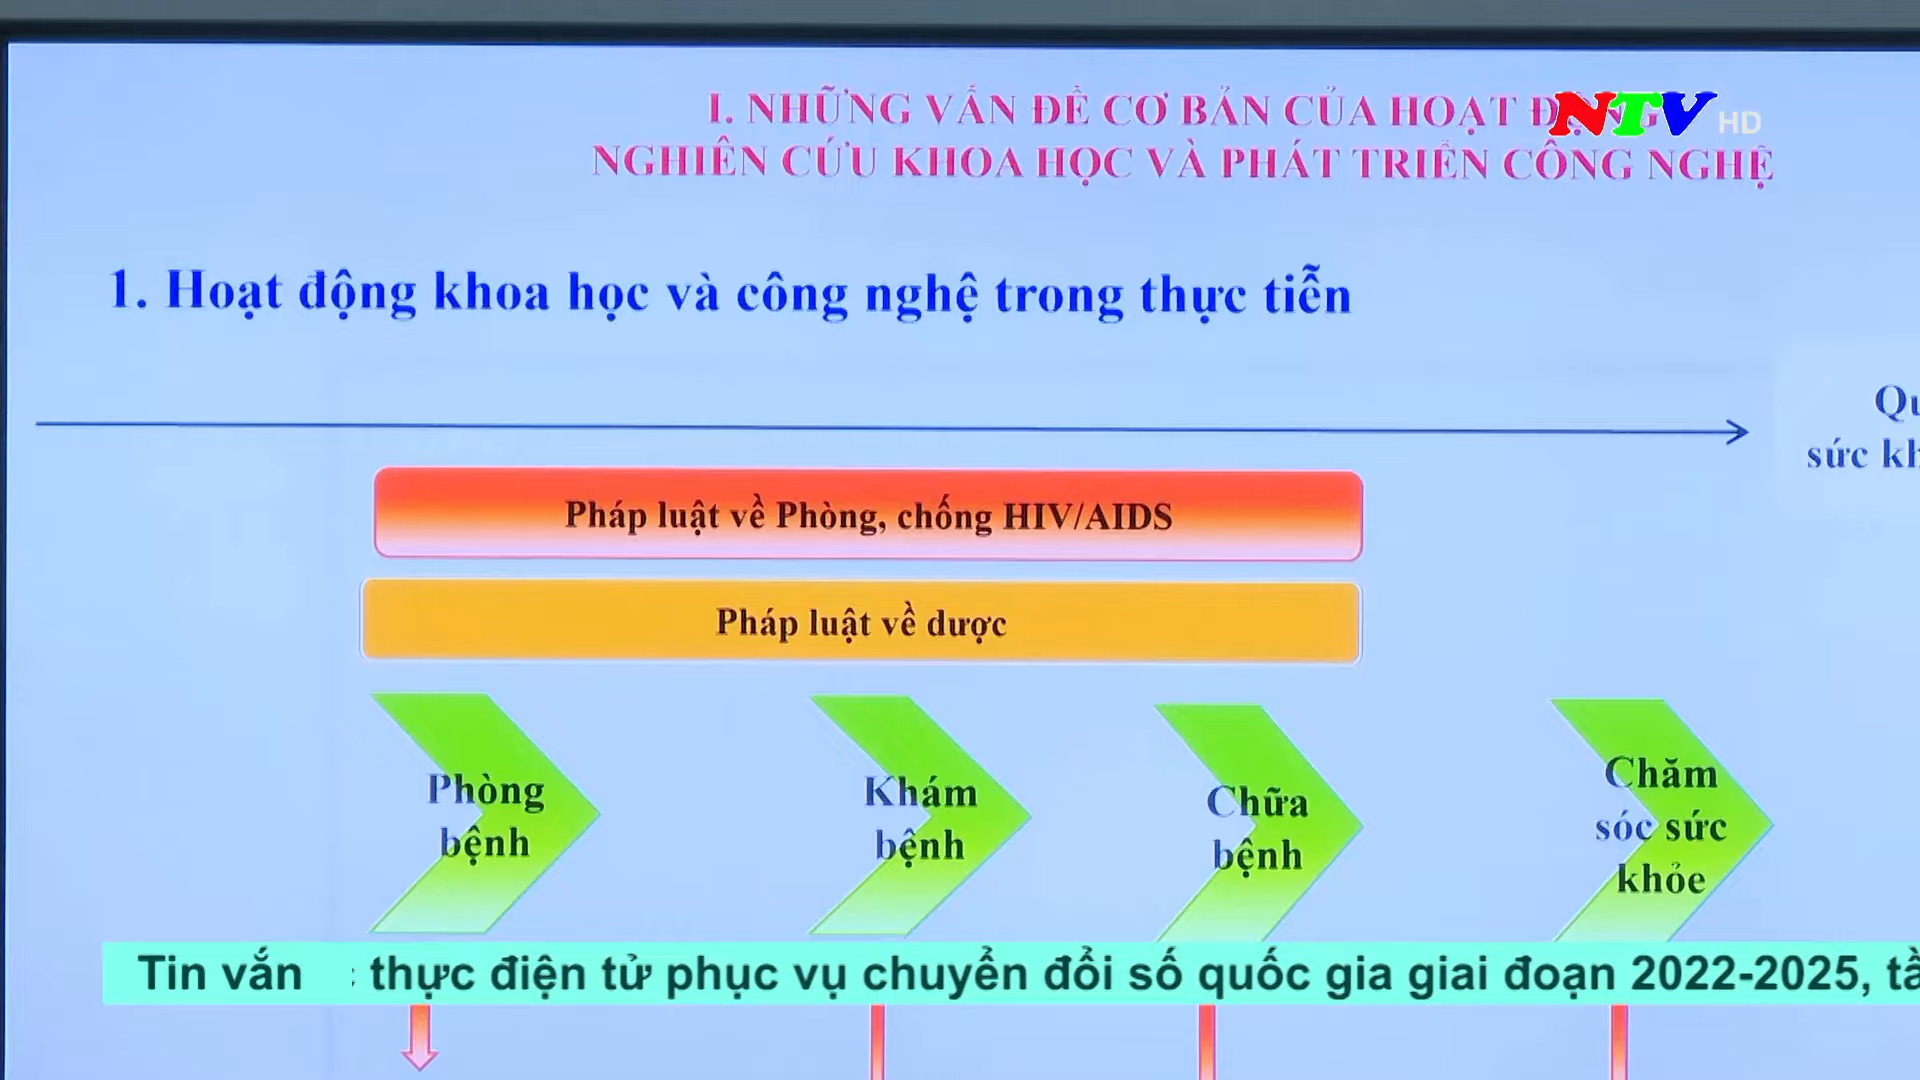 I. NHỮNG VẤN ĐỀ CƠ BẢN CỦA HOẠT ĐỘNG
NTV HD
NGHIÊN CỨU KHOA HỌC VÀ PHÁT TRIỂN CÔNG NGHỆ
1. Hoạt động khoa học và công nghệ trong thực tiễn
sức
Pháp luật về Phòng, chống HIV/AIDS
Pháp luật về dược
Phòng
bệnh
Khám
bệnh
Chữa
bệnh
Chăm
sóc sức
khỏe
Tin vắn thực điện tử phục vụ chuyển đổi số quốc gia giai đoạn 2022-2025,